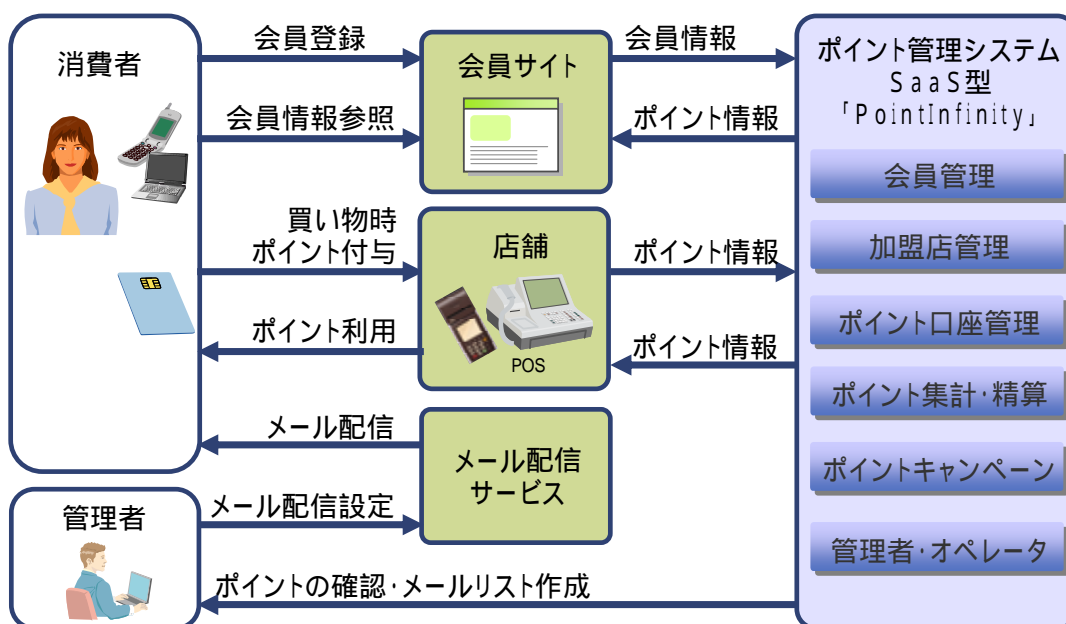 消費者
会員登録
会員情報参照
買い物時
ポイント付与
ポイント利用
メール配信
管理者
メール配信設定
ポイントの確認・メールリスト作成
会員サイト
店舗
POS
メール配信
サービス
会員情報
ポイント情報
ポイント情報
ポイント情報
ポイント管理システム
SaaS型
「PointInfinity」
会員管理
加盟店管理
ポイント口座管理
ポイント集計・精算
ポイントキャンペーン
管理者・オペレータ